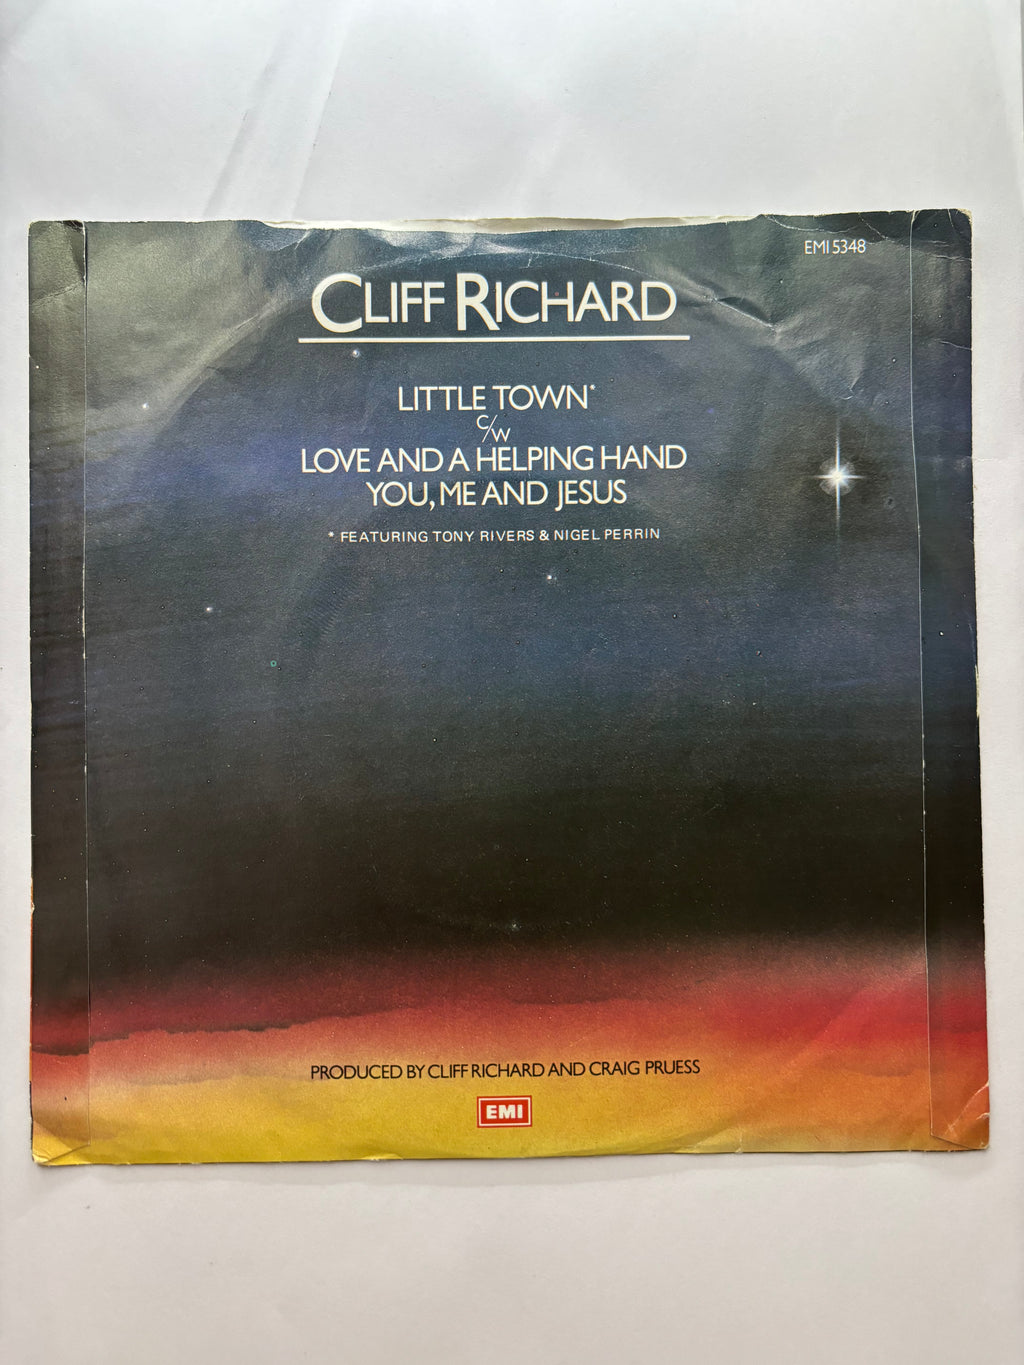 EMI 5348
CLIFF RICHARD
LITTLE TOWN*
C/W
LOVE AND A HELPING HAND
YOU, ME AND JESUS
* FEATURING TONY RIVERS & NIGEL PERRIN
PRODUCED BY CLIFF RICHARD AND CRAIG PRUESS
EMI